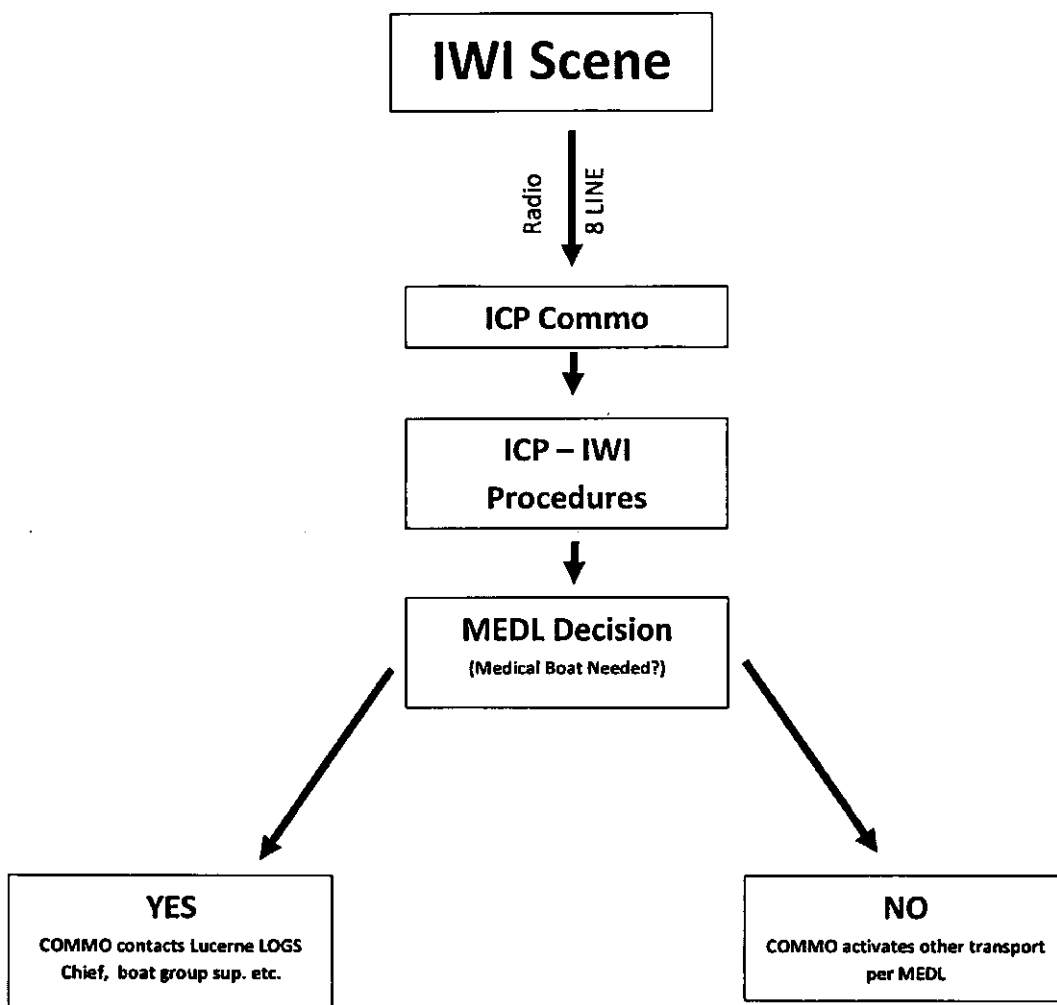 IWI Scene
Radio
8 LINE
ICP Commo
ICP – IWI
Procedures
MEDL Decision
(Medical Boat Needed?)
YES
COMMO contacts Lucerne LOGS
Chief, boat group sup. etc.
NO
COMMO activates other transport
per MEDL